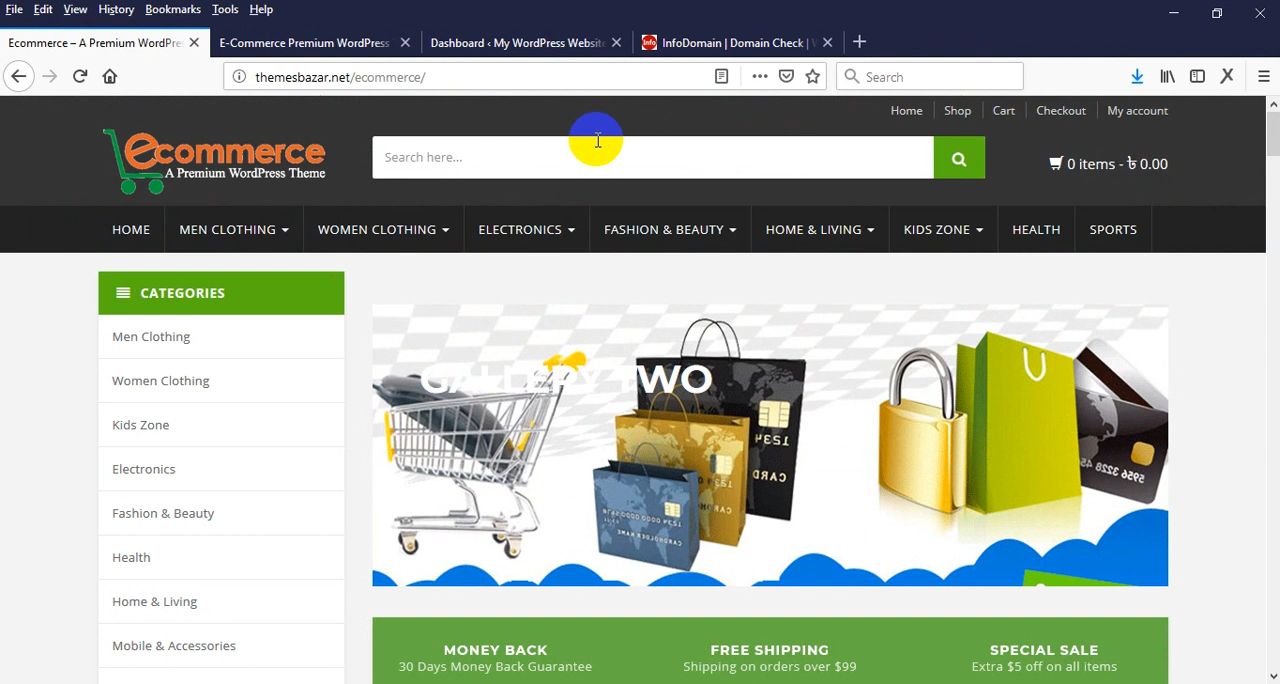 File Edit View History Bookmarks Tools Help
Ecommerce – A Premium WordPre
E-Commerce Premium WordPress
Dashboard ‹ My WordPress Website
Info InfoDomain | Domain Check |
themesbazar.net/ecommerce/
Search
Home Shop Cart Checkout My account
ecommerce
A Premium WordPress Theme
Search here...
0 items - ৳ 0.00
HOME MEN CLOTHING WOMEN CLOTHING ELECTRONICS FASHION & BEAUTY HOME & LIVING KIDS ZONE HEALTH SPORTS
CATEGORIES
Men Clothing
Women Clothing
Kids Zone
Electronics
Fashion & Beauty
Health
Home & Living
Mobile & Accessories
GALLERY TWO
MONEY BACK
30 Days Money Back Guarantee
FREE SHIPPING
Shipping on orders over $99
SPECIAL SALE
Extra $5 off on all items